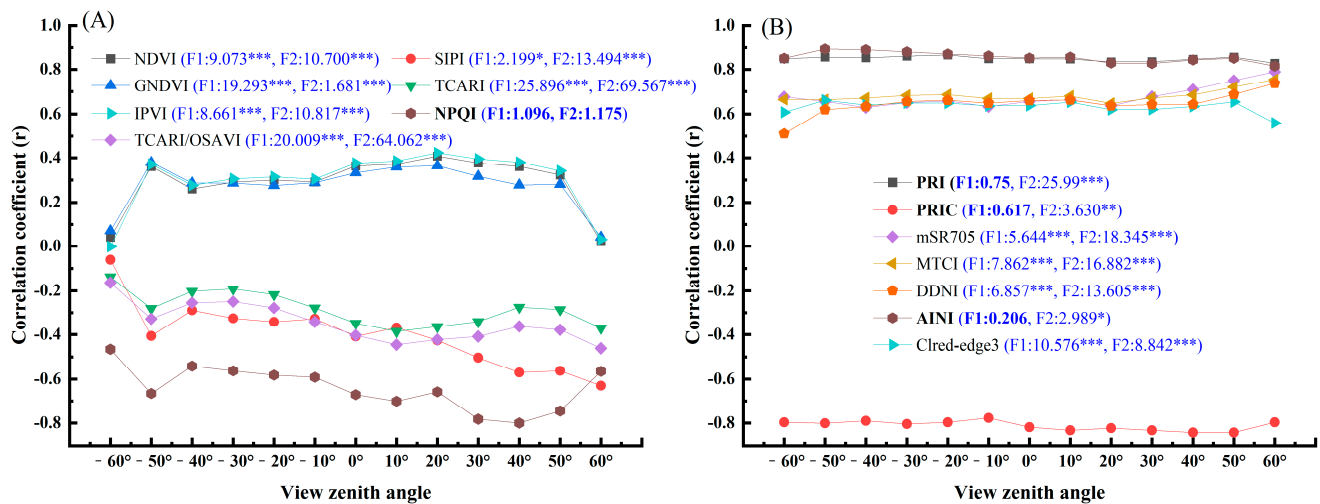 (A)
Correlation coefficient (r)
1.0
0.8
0.6
0.4
0.2
0.0
-0.2
-0.4
-0.6
-0.8
NDVI (F1:9.073***, F2:10.700***)
SIPI (F1:2.199*, F2:13.494***)
GNDVI (F1:19.293***, F2:1.681***)
TCARI (F1:25.896***, F2:69.567***)
IPVI (F1:8.661***, F2:10.817***)
NPQI (F1:1.096, F2:1.175)
TCARI/OSAVI (F1:20.009***, F2:64.062***)
- 60° - 50° - 40° - 30° - 20° - 10° 0° 10° 20° 30° 40° 50° 60°
View zenith angle
(B)
Correlation coefficient (r)
1.0
0.8
0.6
0.4
0.2
0.0
-0.2
-0.4
-0.6
-0.8
PRI (F1:0.75, F2:25.99***)
PRIC (F1:0.617, F2:3.630**)
mSR705 (F1:5.644***, F2:18.345***)
MTCI (F1:7.862***, F2:16.882***)
DDNI (F1:6.857***, F2:13.605***)
AINI (F1:0.206, F2:2.989*)
Clred-edge3 (F1:10.576***, F2:8.842***)
- 60° - 50° - 40° - 30° - 20° - 10° 0° 10° 20° 30° 40° 50° 60°
View zenith angle